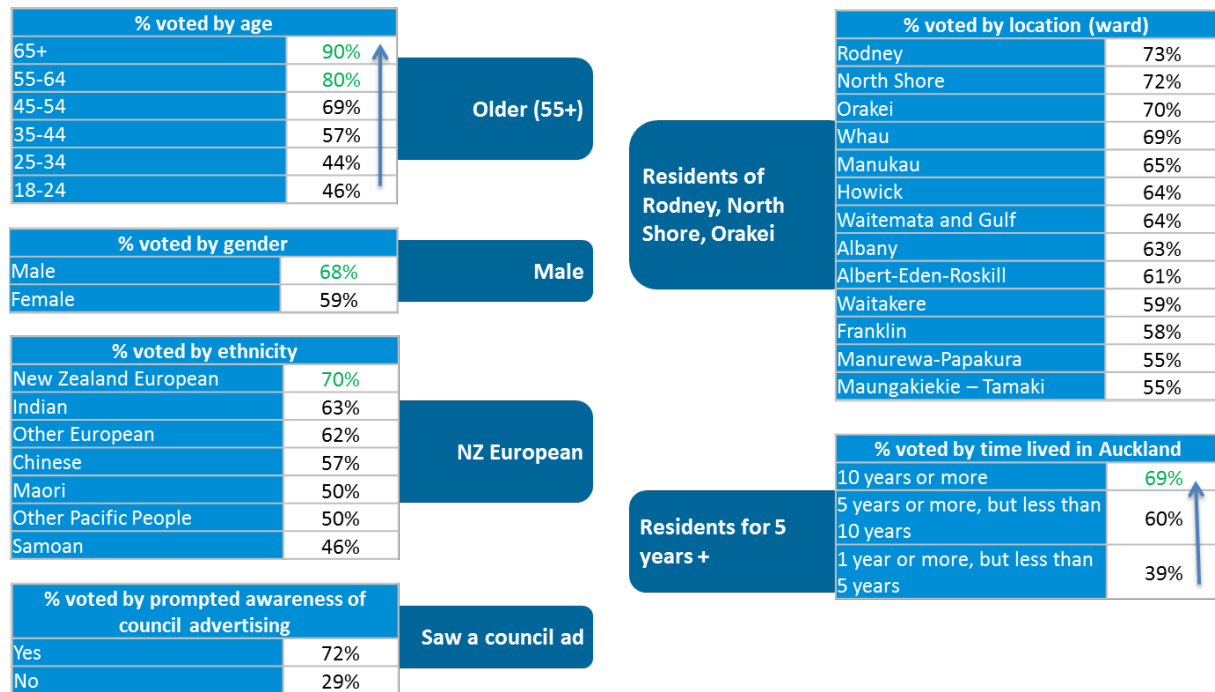 % voted by age
65+ 90%
55-64 80%
45-54 69%
35-44 57%
25-34 44%
18-24 46%
Older (55+)
% voted by gender
Male 68%
Female 59%
Male
% voted by ethnicity
New Zealand European 70%
Indian 63%
Other European 62%
Chinese 57%
Maori 50%
Other Pacific People 50%
Samoan 46%
NZ European
% voted by prompted awareness of
council advertising
Yes 72%
No 29%
Saw a council ad
% voted by location (ward)
Rodney 73%
North Shore 72%
Orakei 70%
Whau 69%
Manukau 65%
Howick 64%
Waitemata and Gulf 64%
Albany 63%
Albert-Eden-Roskill 61%
Waitakere 59%
Franklin 58%
Manurewa-Papakura 55%
Maungakiekie – Tamaki 55%
Residents of
Rodney, North
Shore, Orakei
% voted by time lived in Auckland
10 years or more 69%
5 years or more, but less than
10 years 60%
1 year or more, but less than
5 years 39%
Residents for 5
years +